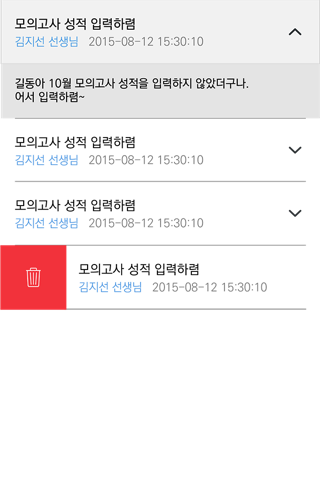 모의고사 성적 입력하렴
김지선 선생님 2015-08-12 15:30:10
길동아 10월 모의고사 성적을 입력하지 않았더구나.
어서 입력하렴~
모의고사 성적 입력하렴
김지선 선생님 2015-08-12 15:30:10
모의고사 성적 입력하렴
김지선 선생님 2015-08-12 15:30:10
모의고사 성적 입력하렴
김지선 선생님 2015-08-12 15:30:10